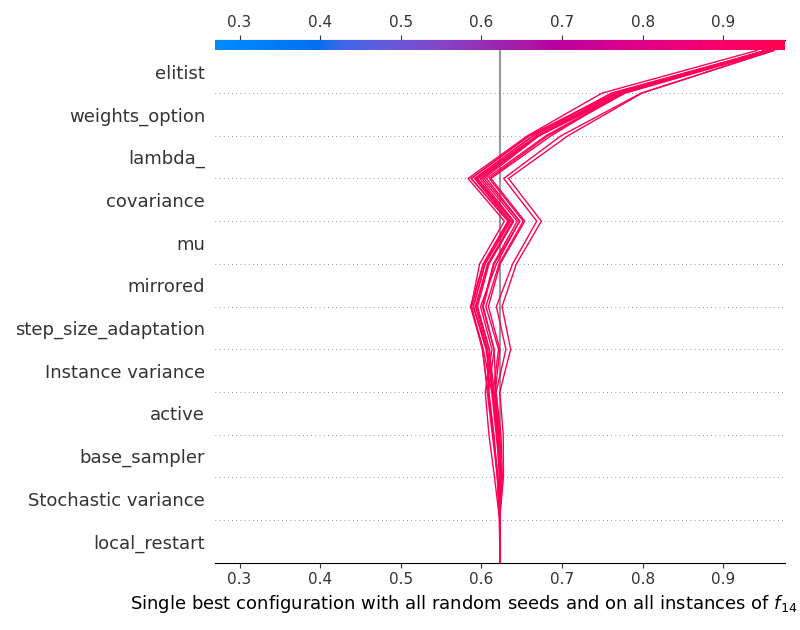 0.3 0.4 0.5 0.6 0.7 0.8 0.9
elitist
weights_option
lambda_
covariance
mu
mirrored
step_size_adaptation
Instance variance
active
base_sampler
Stochastic variance
local_restart
0.3 0.4 0.5 0.6 0.7 0.8 0.9
Single best configuration with all random seeds and on all instances of f14